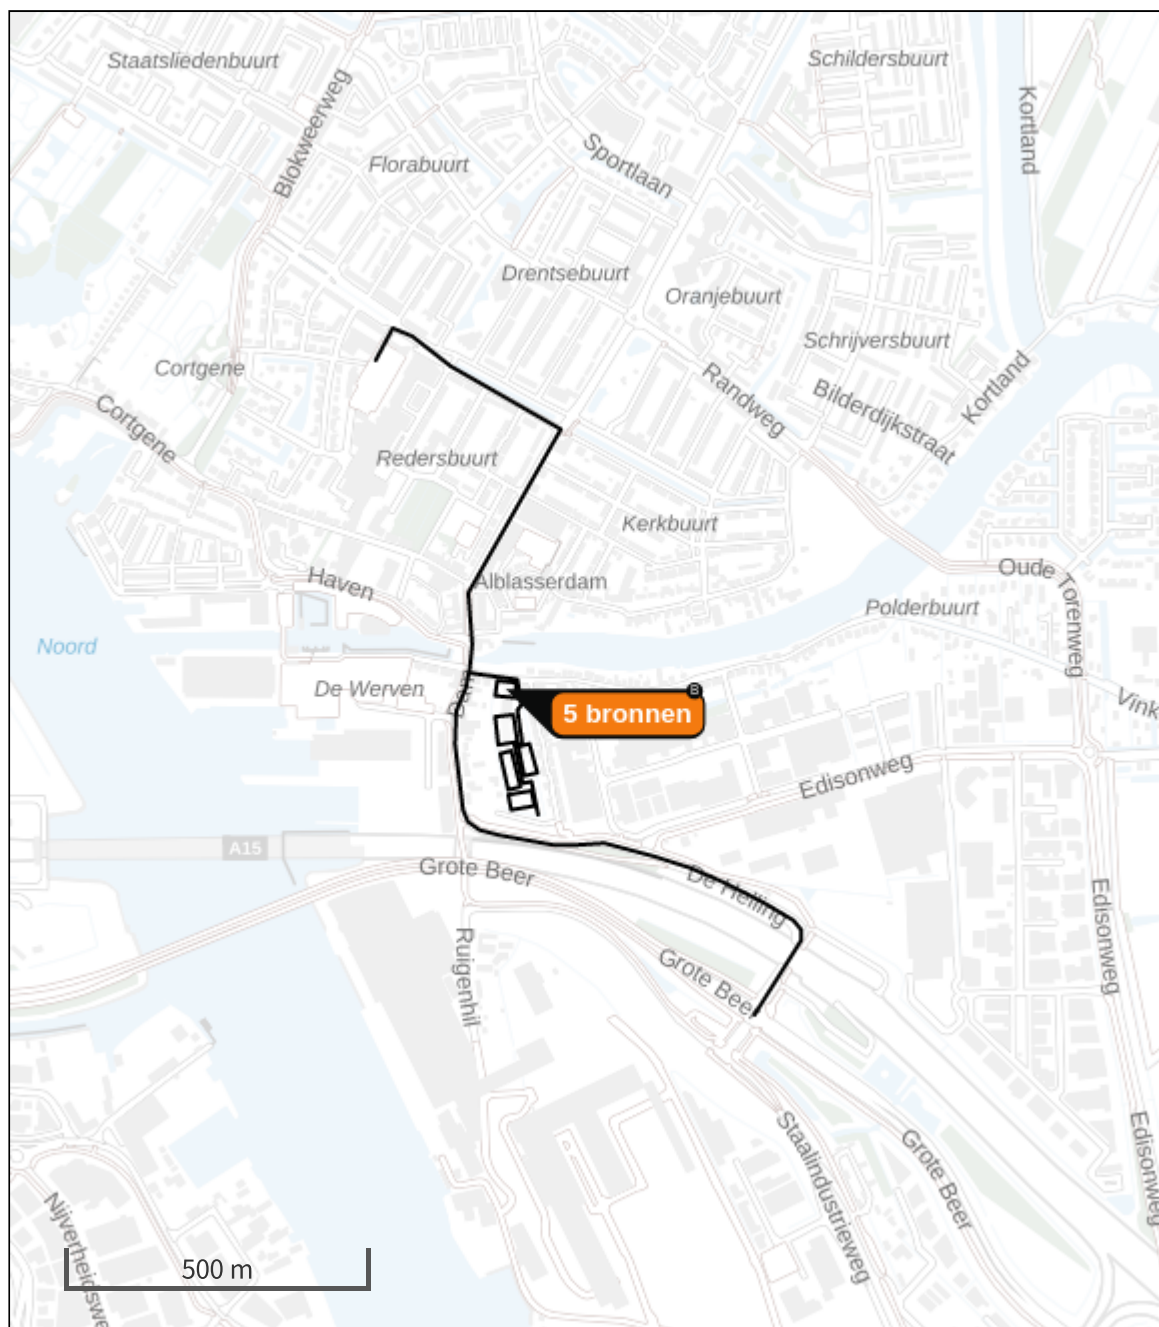 Staatsliedenbuurt
Schildersbuurt
Blokweerweg
Kortland
Florabuurt
Sportlaan
Drentsebuurt
Oranjebuurt
Schrijversbuurt
Cortgene
Kortland
Randweg
Bilderdijkstraat
Cortgene
Redersbuurt
Kerkbuurt
Haven
Alblasserdam
Oude Torenweg
Polderbuurt
Noord
De Werven
B
5 bronnen
Vink
Edisonweg
A15
Grote Beer
De Helling
Edisonweg
Ruigenhil
Grote Beer
Staalindustrieweg
Grote Beer
Edisonweg
Nijverheidswe
500 m